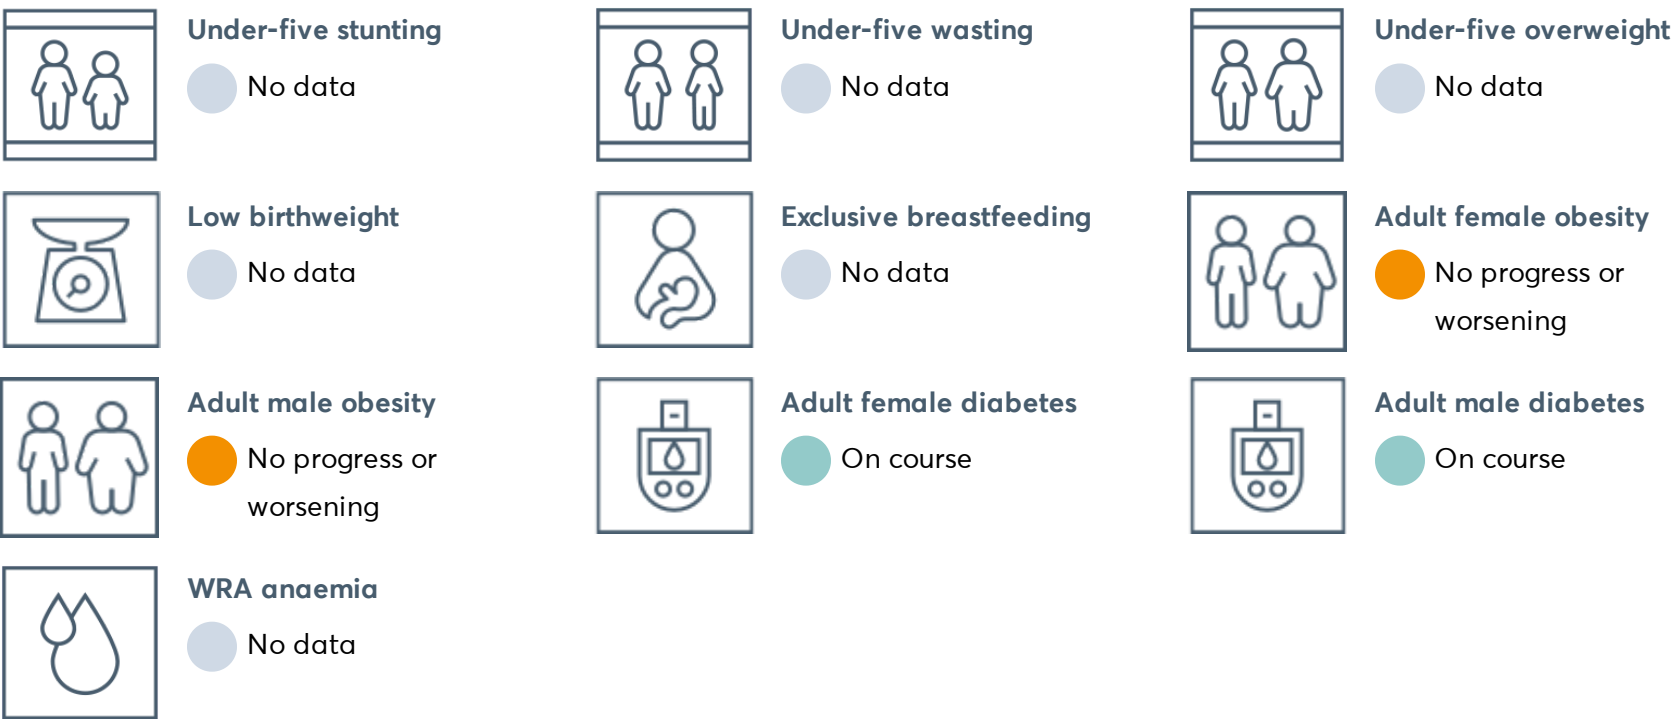 Under-five stunting
No data
Under-five wasting
No data
Under-five overweight
No data
Low birthweight
No data
Exclusive breastfeeding
No data
Adult female obesity
No progress or
worsening
Adult male obesity
No progress or
worsening
Adult female diabetes
On course
Adult male diabetes
On course
WRA anaemia
No data